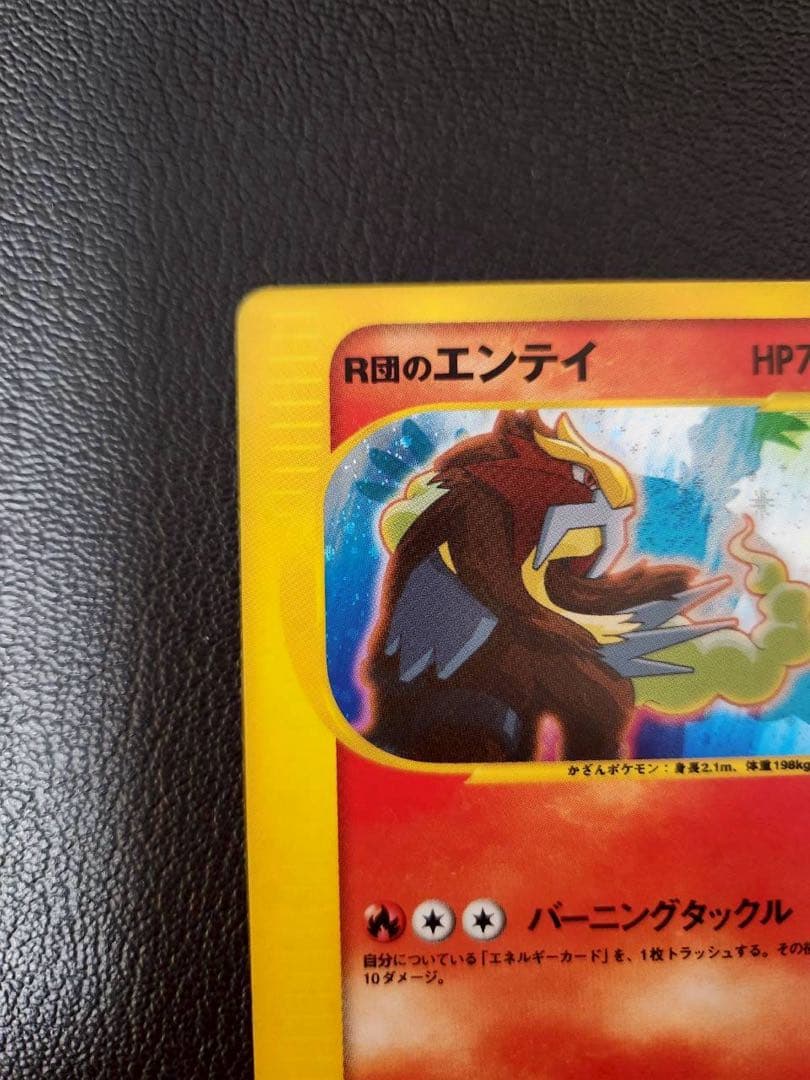 R団のエンテイ HP7
かざんポケモン：身長2.1m、体重198kg
バーニングタックル
自分についている「エネルギーカード」を、1枚トラッシュする。その
10ダメージ。